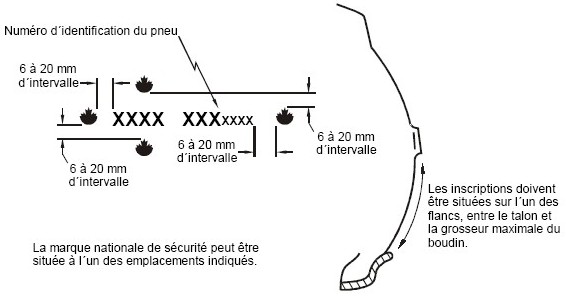 Numéro d´identification du pneu
6 à 20 mm
d´intervalle
XXXX XXXxxxx
6 à 20 mm
d´intervalle
6 à 20 mm
d´intervalle
6 à 20 mm
d´intervalle
Les inscriptions doivent
être situées sur l´un des
flancs, entre le talon et
la grosseur maximale du
boudin.
La marque nationale de sécurité peut être
située à l´un des emplacements indiqués.